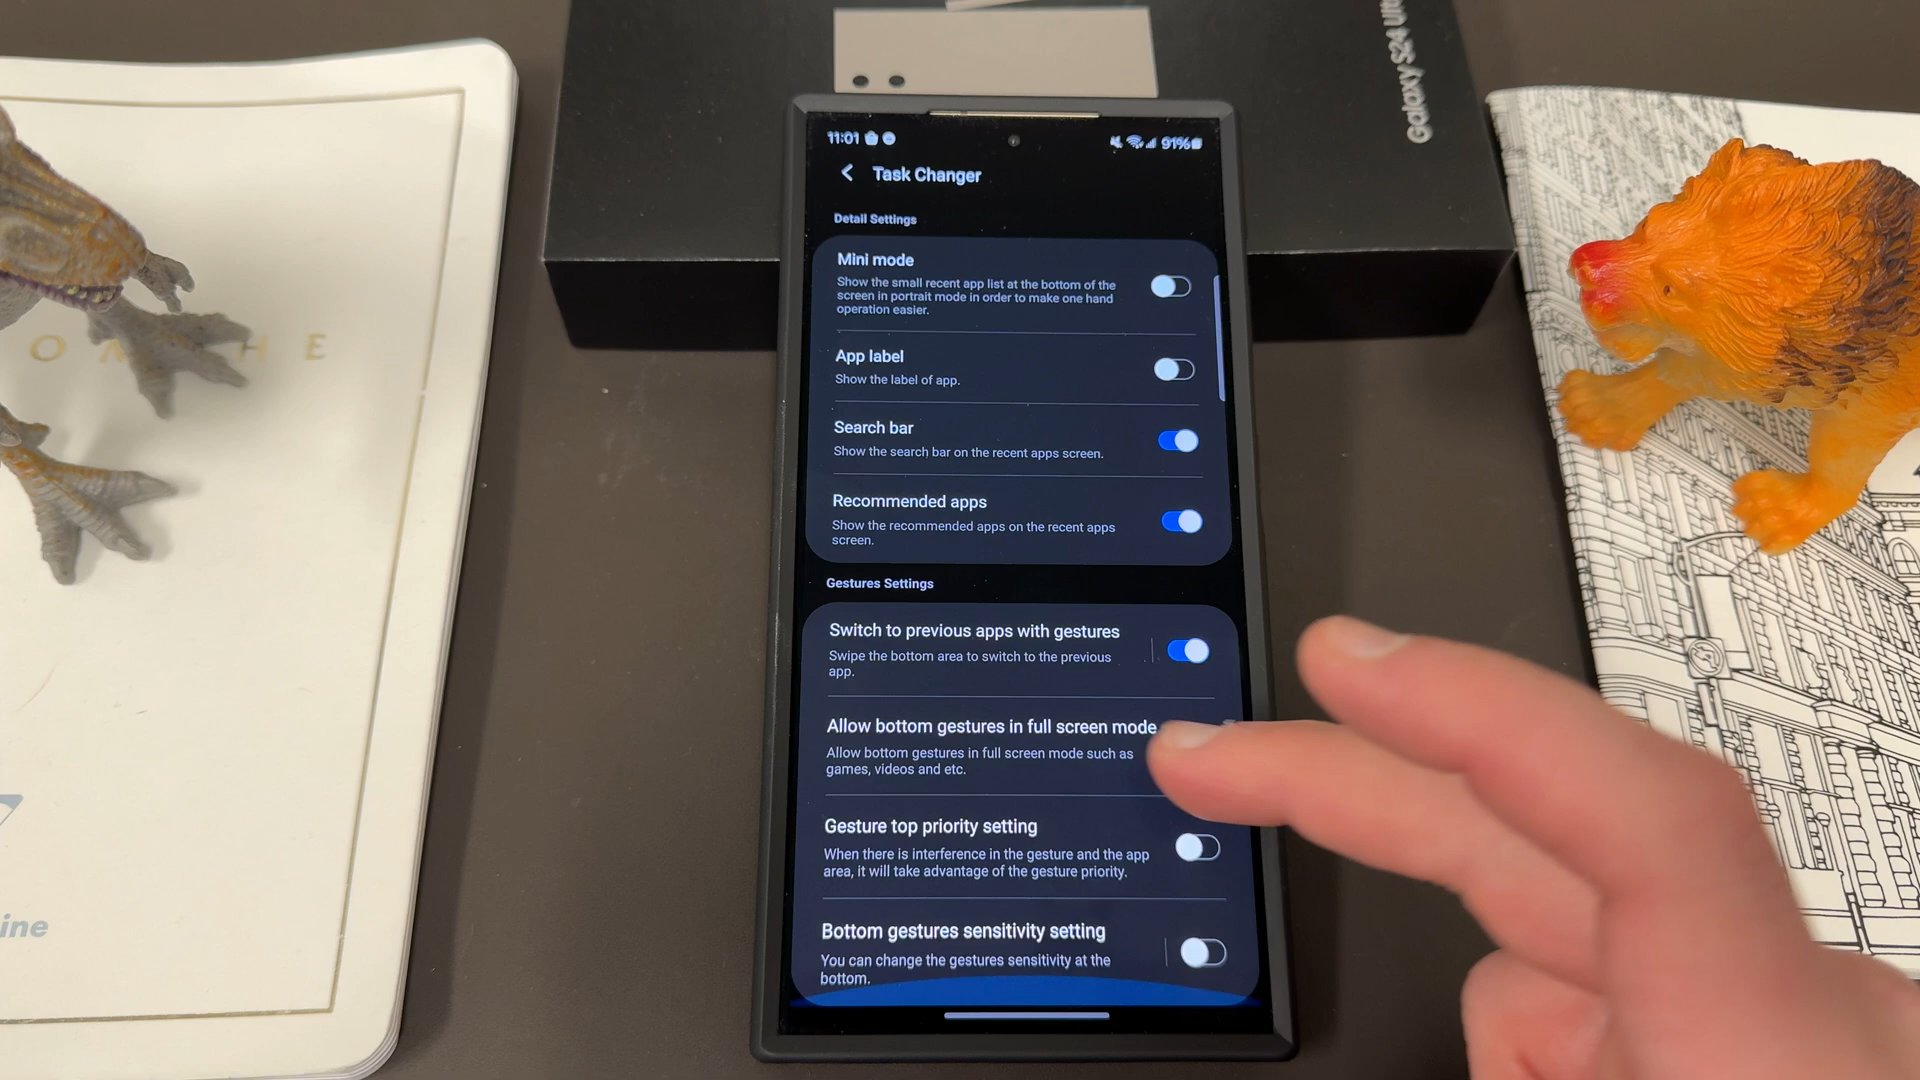 Galaxy S24 Ult
O M H E
ine
11:01 91%
Task Changer
Detail Settings
Mini mode
Show the small recent app list at the bottom of the
screen in portrait mode in order to make one hand
operation easier.
App label
Show the label of app.
Search bar
Show the search bar on the recent apps screen.
Recommended apps
Show the recommended apps on the recent apps
screen.
Gestures Settings
Switch to previous apps with gestures
Swipe the bottom area to switch to the previous
app.
Allow bottom gestures in full screen mode
Allow bottom gestures in full screen mode such as
games, videos and etc.
Gesture top priority setting
When there is interference in the gesture and the app
area, it will take advantage of the gesture priority.
Bottom gestures sensitivity setting
You can change the gestures sensitivity at the
bottom.